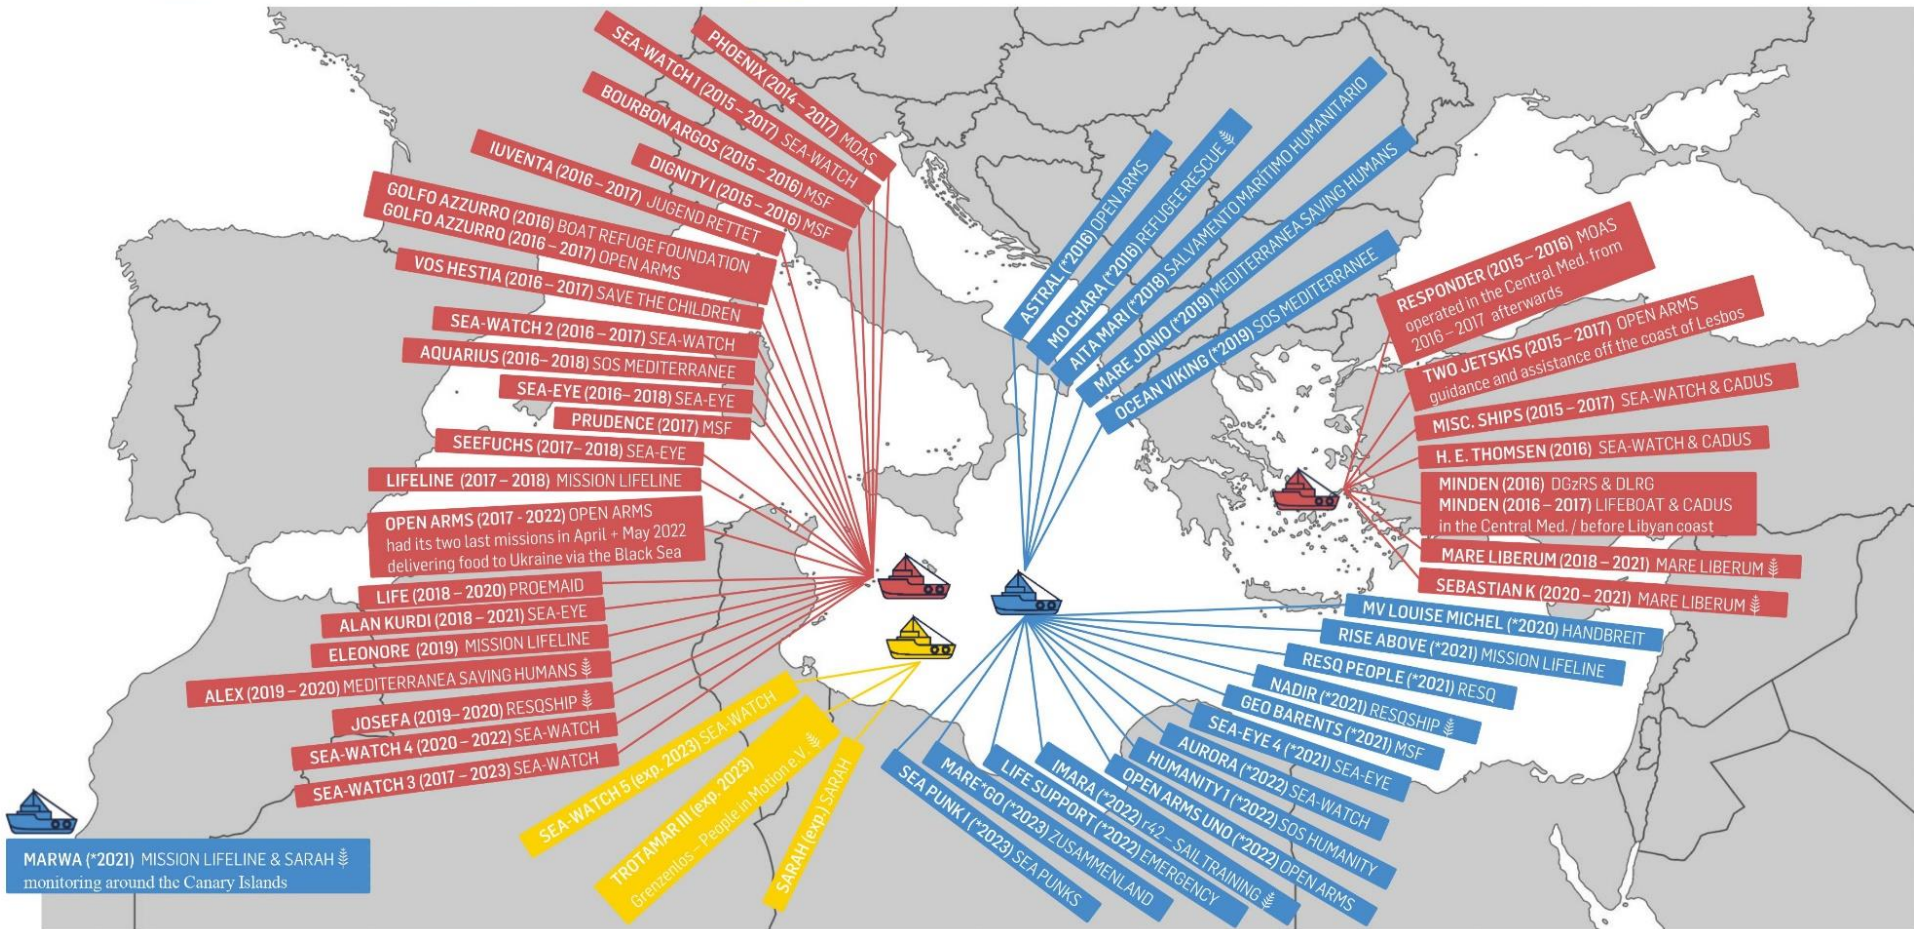 PHOENIX (2014 – 2017) MOAS
SEA-WATCH 1 (2015 – 2017) SEA-WATCH
BOURBON ARGOS (2015 – 2016) MSF
DIGNITY I (2015 – 2016) MSF
IUVENTA (2016 – 2017) JUGEND RETTET
GOLFO AZZURRO (2016) BOAT REFUGE FOUNDATION
GOLFO AZZURRO (2016 – 2017) OPEN ARMS
VOS HESTIA (2016 – 2017) SAVE THE CHILDREN
SEA-WATCH 2 (2016 – 2017) SEA-WATCH
AQUARIUS (2016 – 2018) SOS MEDITERRANEE
SEA-EYE (2016 – 2018) SEA-EYE
PRUDENCE (2017) MSF
SEEFUCHS (2017 – 2018) SEA-EYE
LIFELINE (2017 – 2018) MISSION LIFELINE
OPEN ARMS (2017 - 2022) OPEN ARMS
had its two last missions in April + May 2022
delivering food to Ukraine via the Black Sea
LIFE (2018 – 2020) PROEMAID
ALAN KURDI (2018 – 2021) SEA-EYE
ELEONORE (2019) MISSION LIFELINE
ALEX (2019 – 2020) MEDITERRANEA SAVING HUMANS
JOSEFA (2019 – 2020) RESQSHIP
SEA-WATCH 4 (2020 – 2022) SEA-WATCH
SEA-WATCH 3 (2017 – 2023) SEA-WATCH
ASTRAL (*2016) OPEN ARMS
MO CHARA (*2016) REFUGEE RESCUE
AITA MARI (*2018) SALVAMENTO MARÍTIMO HUMANITARIO
MARE JONIO (*2019) MEDITERRANEA SAVING HUMANS
OCEAN VIKING (*2019) SOS MEDITERRANEE
RESPONDER (2015 – 2016) MOAS
operated in the Central Med. from
2016 – 2017 afterwards
TWO JETSKIS (2015 – 2017) OPEN ARMS
guidance and assistance off the coast of Lesbos
MISC. SHIPS (2015 – 2017) SEA-WATCH & CADUS
H. E. THOMSEN (2016) SEA-WATCH & CADUS
MINDEN (2016) DGzRS & DLRG
MINDEN (2016 – 2017) LIFEBOAT & CADUS
in the Central Med. / before Libyan coast
MARE LIBERUM (2018 – 2021) MARE LIBERUM
SEBASTIAN K (2020 – 2021) MARE LIBERUM
MV LOUISE MICHEL (*2020) HANDBREIT
RISE ABOVE (*2021) MISSION LIFELINE
RESQ PEOPLE (*2021) RESQ
NADIR (*2021) RESQSHIP
GEO BARENTS (*2021) MSF
SEA-EYE 4 (*2021) SEA-EYE
AURORA (*2022) SEA-WATCH
HUMANITY 1 (*2022) SOS HUMANITY
OPEN ARMS UNO (*2022) OPEN ARMS
IMARA (*2022) r42 – SAILTRAINING
LIFE SUPPORT (*2022) EMERGENCY
MARE*GO (*2023) ZUSAMMENLAND
SEA PUNK I (*2023) SEA PUNKS
SEA-WATCH 5 (exp. 2023) SEA-WATCH
TROTAMAR III (exp. 2023)
Grenzenlos – People in Motion e.V.
SARAH (exp.) SARAH
MARWA (*2021) MISSION LIFELINE & SARAH
monitoring around the Canary Islands